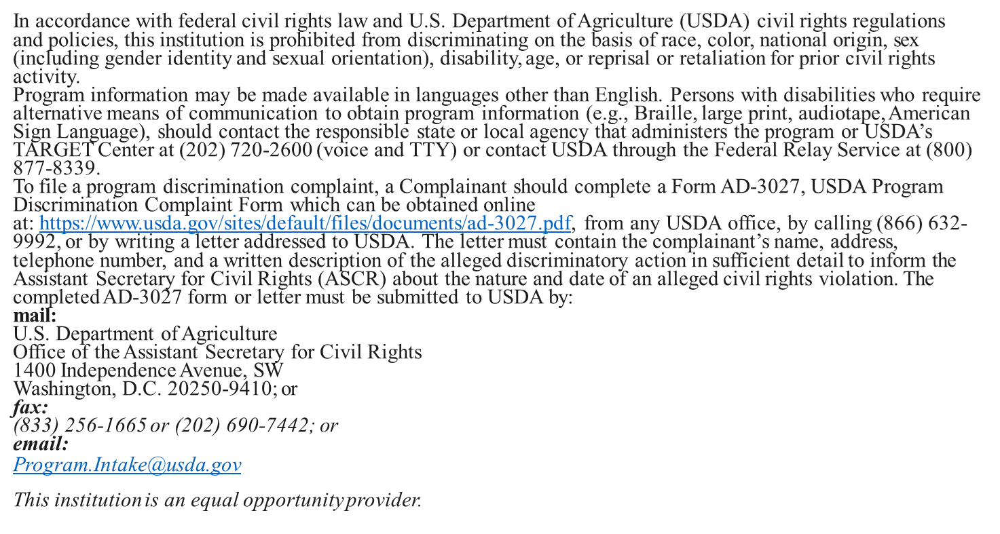 In accordance with federal civil rights law and U.S. Department of Agriculture (USDA) civil rights regulations
and policies, this institution is prohibited from discriminating on the basis of race, color, national origin, sex
(including gender identity and sexual orientation), disability, age, or reprisal or retaliation for prior civil rights
activity.
Program information may be made available in languages other than English. Persons with disabilities who require
alternative means of communication to obtain program information (e.g., Braille, large print, audiotape, American
Sign Language), should contact the responsible state or local agency that administers the program or USDA’s
TARGET Center at (202) 720-2600 (voice and TTY) or contact USDA through the Federal Relay Service at (800)
877-8339.
To file a program discrimination complaint, a Complainant should complete a Form AD-3027, USDA Program
Discrimination Complaint Form which can be obtained online
at: https://www.usda.gov/sites/default/files/documents/ad-3027.pdf, from any USDA office, by calling (866) 632-
9992, or by writing a letter addressed to USDA. The letter must contain the complainant’s name, address,
telephone number, and a written description of the alleged discriminatory action in sufficient detail to inform the
Assistant Secretary for Civil Rights (ASCR) about the nature and date of an alleged civil rights violation. The
completed AD-3027 form or letter must be submitted to USDA by:
mail:
U.S. Department of Agriculture
Office of the Assistant Secretary for Civil Rights
1400 Independence Avenue, SW
Washington, D.C. 20250-9410; or
fax:
(833) 256-1665 or (202) 690-7442; or
email:
Program.Intake@usda.gov
This institution is an equal opportunity provider.